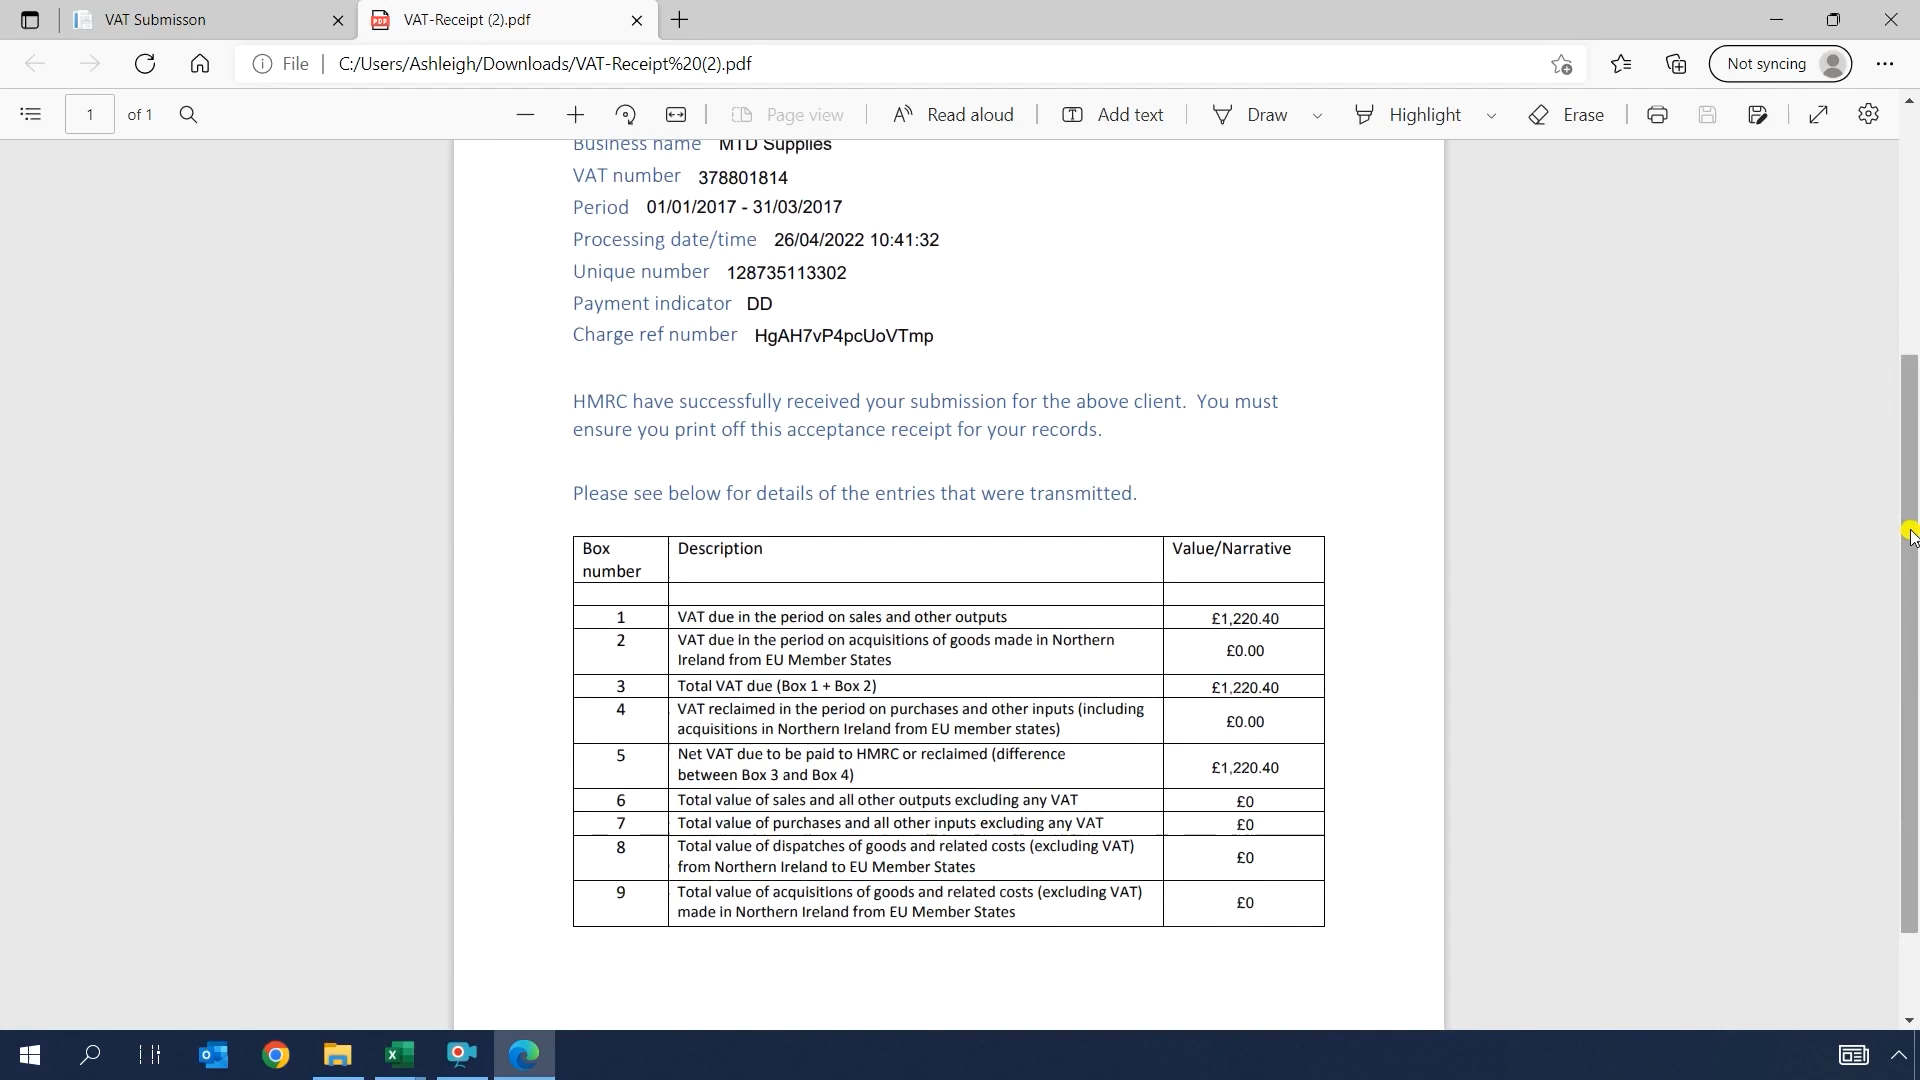 VAT Submisson
VAT-Receipt (2).pdf
File
C:/Users/Ashleigh/Downloads/VAT-Receipt%20(2).pdf
Not syncing
1 of 1
Page view
Read aloud
Add text
Draw
Highlight
Erase
Business name MTD Supplies
VAT number 378801814
Period 01/01/2017 - 31/03/2017
Processing date/time 26/04/2022 10:41:32
Unique number 128735113302
Payment indicator DD
Charge ref number HgAH7vP4pcUoVTmp
HMRC have successfully received your submission for the above client. You must
ensure you print off this acceptance receipt for your records.
Please see below for details of the entries that were transmitted.
Box
number
Description
Value/Narrative
1 VAT due in the period on sales and other outputs £1,220.40
2 VAT due in the period on acquisitions of goods made in Northern
Ireland from EU Member States £0.00
3 Total VAT due (Box 1 + Box 2) £1,220.40
4 VAT reclaimed in the period on purchases and other inputs (including
acquisitions in Northern Ireland from EU member states) £0.00
5 Net VAT due to be paid to HMRC or reclaimed (difference
between Box 3 and Box 4) £1,220.40
6 Total value of sales and all other outputs excluding any VAT £0
7 Total value of purchases and all other inputs excluding any VAT £0
8 Total value of dispatches of goods and related costs (excluding VAT)
from Northern Ireland to EU Member States £0
9 Total value of acquisitions of goods and related costs (excluding VAT)
made in Northern Ireland from EU Member States £0